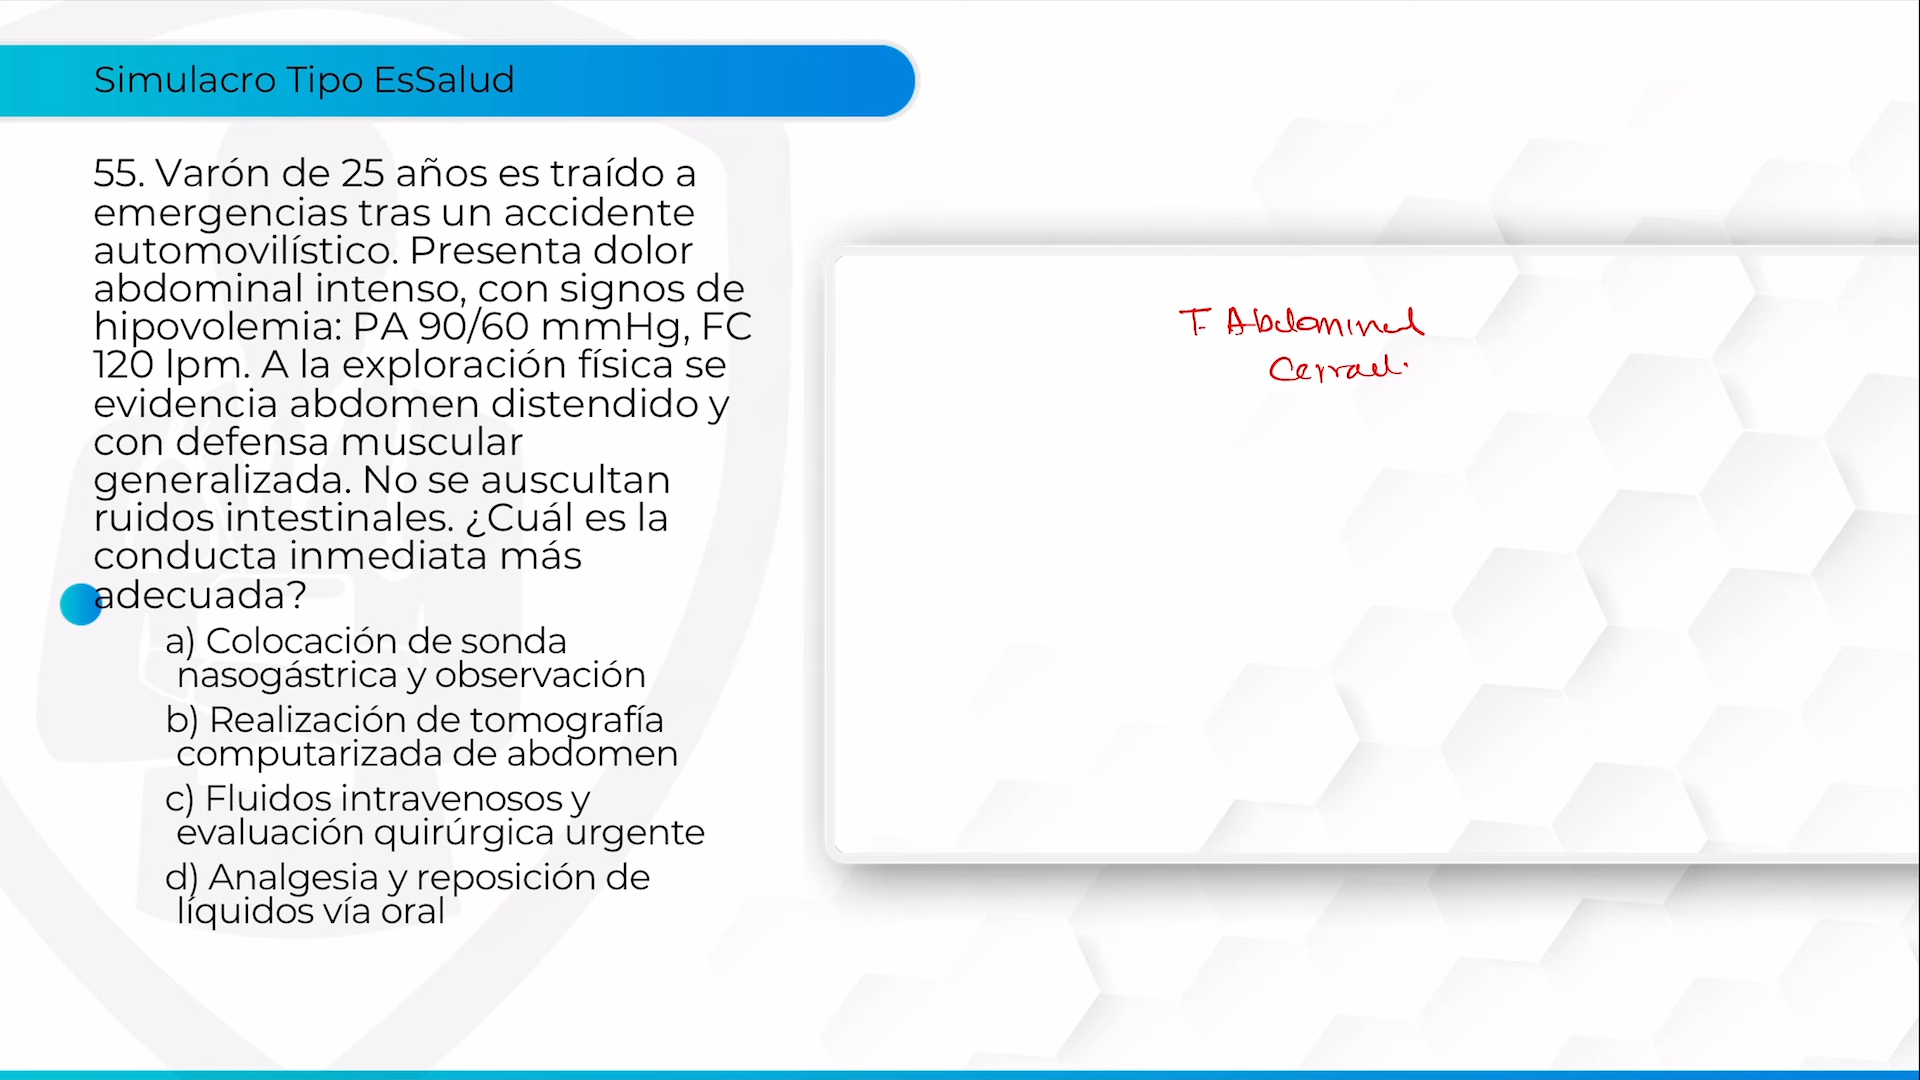 Simulacro Tipo EsSalud
55. Varón de 25 años es traído a
emergencias tras un accidente
automovilístico. Presenta dolor
abdominal intenso, con signos de
hipovolemia: PA 90/60 mmHg, FC
120 lpm. A la exploración física se
evidencia abdomen distendido y
con defensa muscular
generalizada. No se auscultan
ruidos intestinales. ¿Cuál es la
conducta inmediata más
adecuada?
a) Colocación de sonda
nasogástrica y observación
b) Realización de tomografía
computarizada de abdomen
c) Fluidos intravenosos y
evaluación quirúrgica urgente
d) Analgesia y reposición de
líquidos vía oral
T. Abdominal
Cerrad.